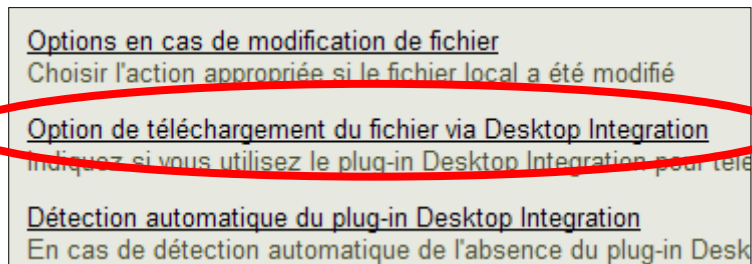 Options en cas de modification de fichier
Choisir l'action appropriée si le fichier local a été modifié
Option de téléchargement du fichier via Desktop Integration
Indiquez si vous utilisez le plug-in Desktop Integration pour télé
Détection automatique du plug-in Desktop Integration
En cas de détection automatique de l'absence du plug-in Desk